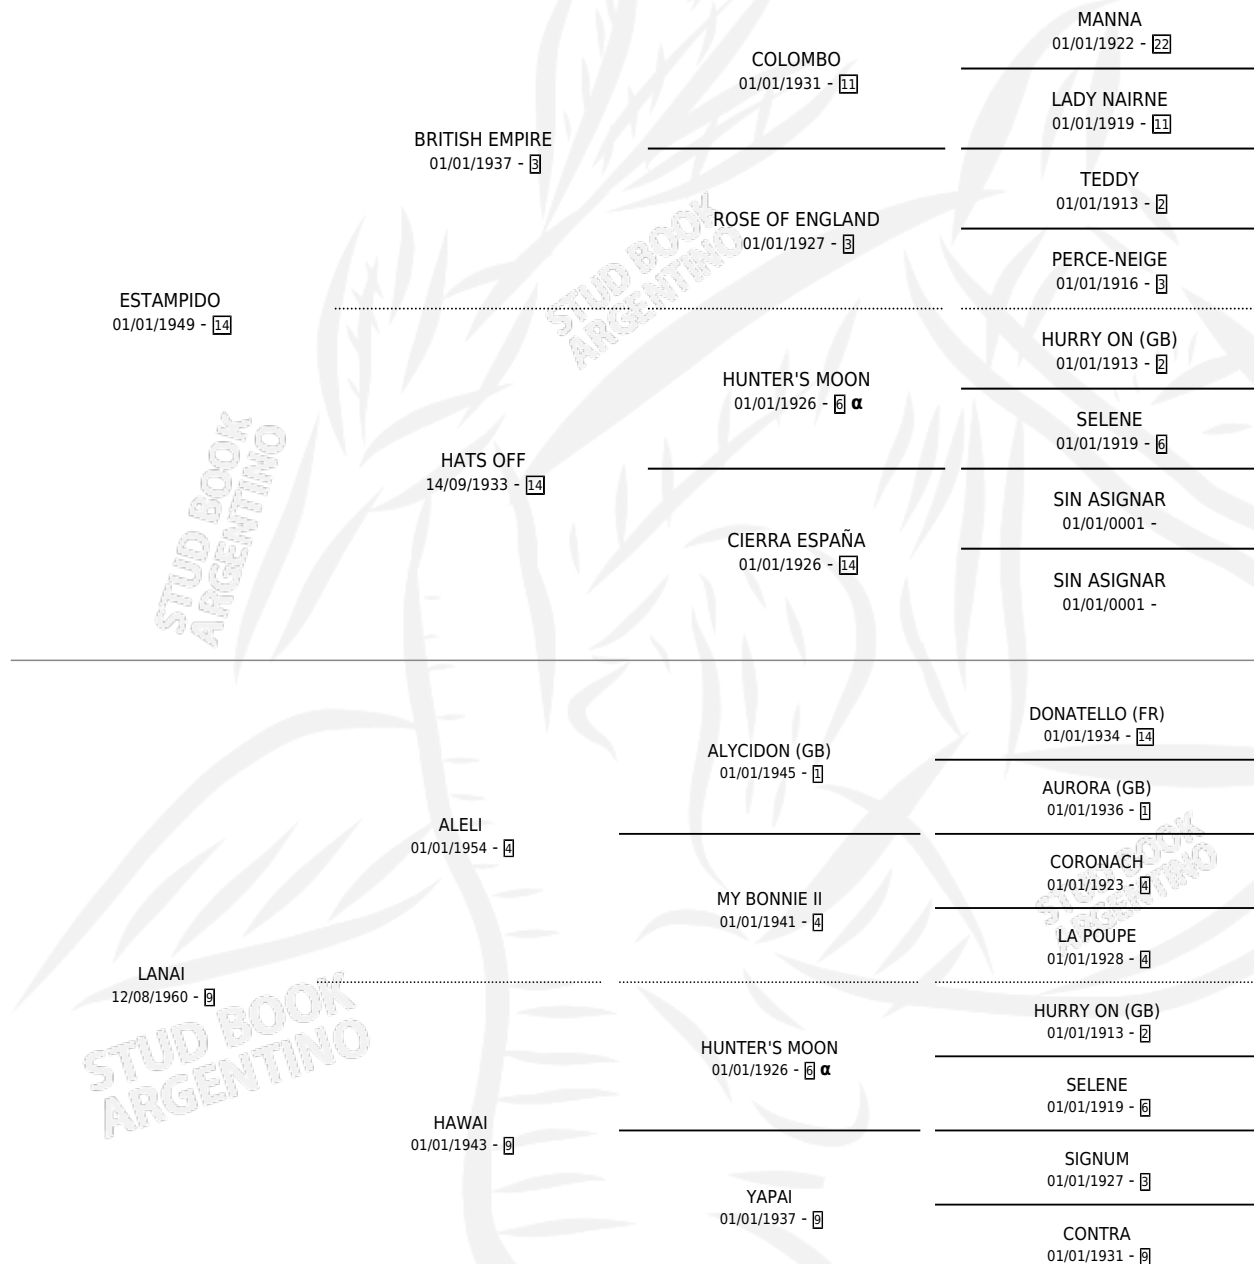 MANNA
01/01/1922 - 22
COLOMBO
01/01/1931 - 11
LADY NAIRNE
01/01/1919 - 11
BRITISH EMPIRE
01/01/1937 - 3
TEDDY
01/01/1913 - 2
ROSE OF ENGLAND
01/01/1927 - 3
PERCE-NEIGE
01/01/1916 - 3
ESTAMPIDO
01/01/1949 - 14
HURRY ON (GB)
01/01/1913 - 2
HUNTER'S MOON
01/01/1926 - 6 α
SELENE
01/01/1919 - 6
HATS OFF
14/09/1933 - 14
SIN ASIGNAR
01/01/0001 -
CIERRA ESPAÑA
01/01/1926 - 14
SIN ASIGNAR
01/01/0001 -
STUD BOOK
ARGENTINO
STUD BOOK
ARGENTINO
DONATELLO (FR)
01/01/1934 - 14
ALYCIDON (GB)
01/01/1945 - 1
AURORA (GB)
01/01/1936 - 1
ALELI
01/01/1954 - 4
CORONACH
01/01/1923 - 4
MY BONNIE II
01/01/1941 - 4
LA POUPE
01/01/1928 - 4
LANAI
12/08/1960 - 9
HURRY ON (GB)
01/01/1913 - 2
HUNTER'S MOON
01/01/1926 - 6 α
SELENE
01/01/1919 - 6
HAWAI
01/01/1943 - 9
SIGNUM
01/01/1927 - 3
YAPAI
01/01/1937 - 9
CONTRA
01/01/1931 - 9
STUD BOOK
ARGENTINO
STUD BOOK
ARGENTINO